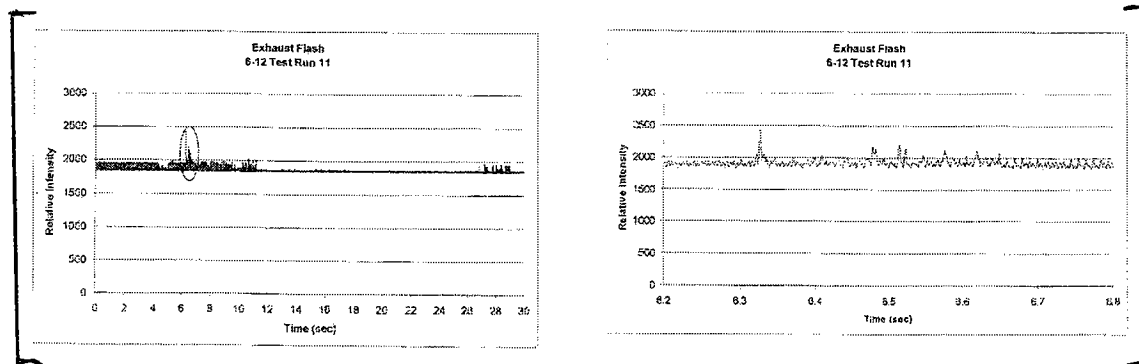 Exhaust Flash
6-12 Test Run 11
3000
2500
2000
1500
1000
500
0
Relative Intensity
0 2 4 6 8 10 12 14 16 18 20 22 24 26 28 30
Time (sec)
Exhaust Flash
6-12 Test Run 11
3000
2500
2000
1500
1000
500
0
Relative Intensity
6.2 6.3 6.4 6.5 6.6 6.7 6.8
Time (sec)